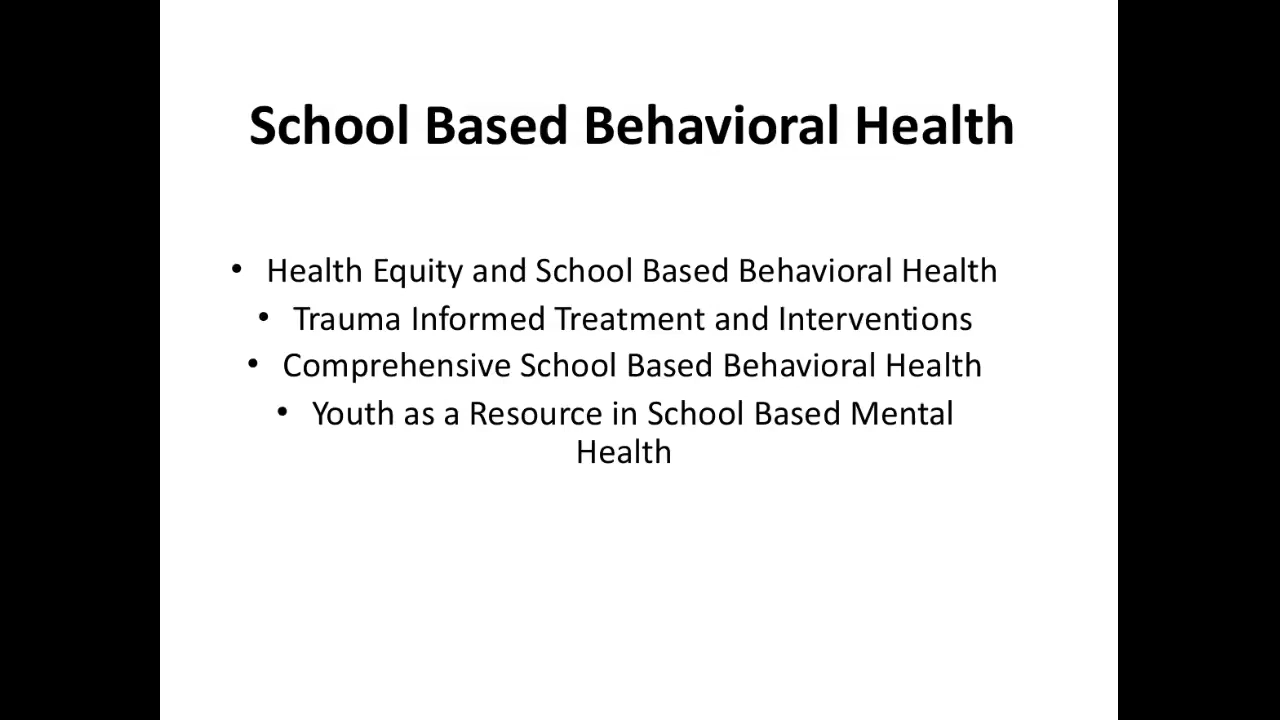 School Based Behavioral Health
• Health Equity and School Based Behavioral Health
• Trauma Informed Treatment and Interventions
• Comprehensive School Based Behavioral Health
• Youth as a Resource in School Based Mental
Health